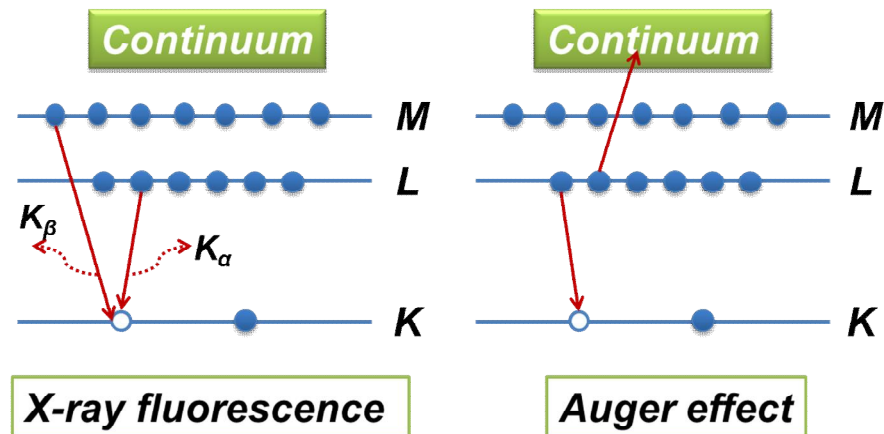 Continuum
M
L
Kβ
Kα
K
X-ray fluorescence
Continuum
M
L
K
Auger effect